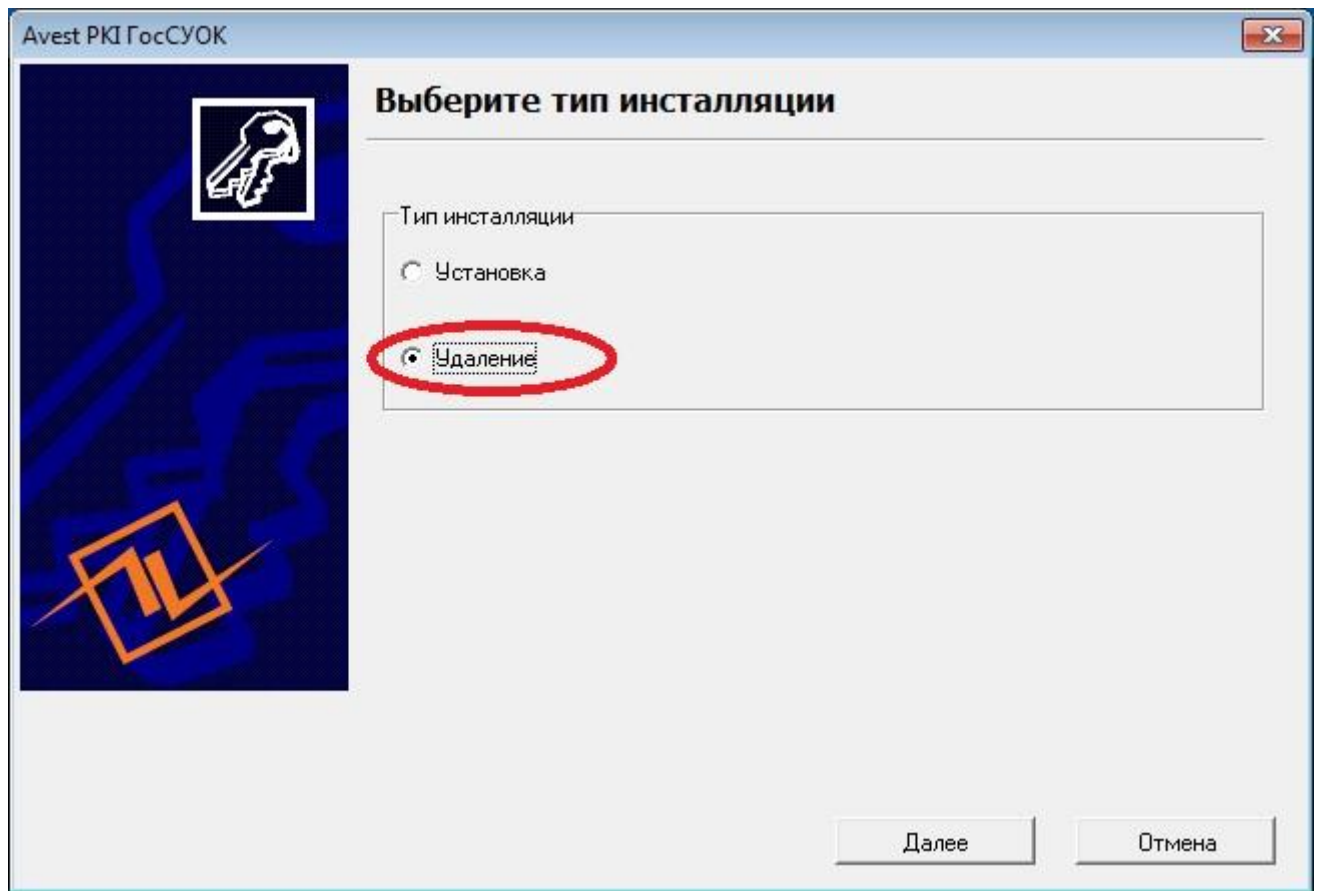 Avest PKI ГосСУОК
Выберите тип инсталляции
Тип инсталляции
Установка
Удаление
Далее
Отмена